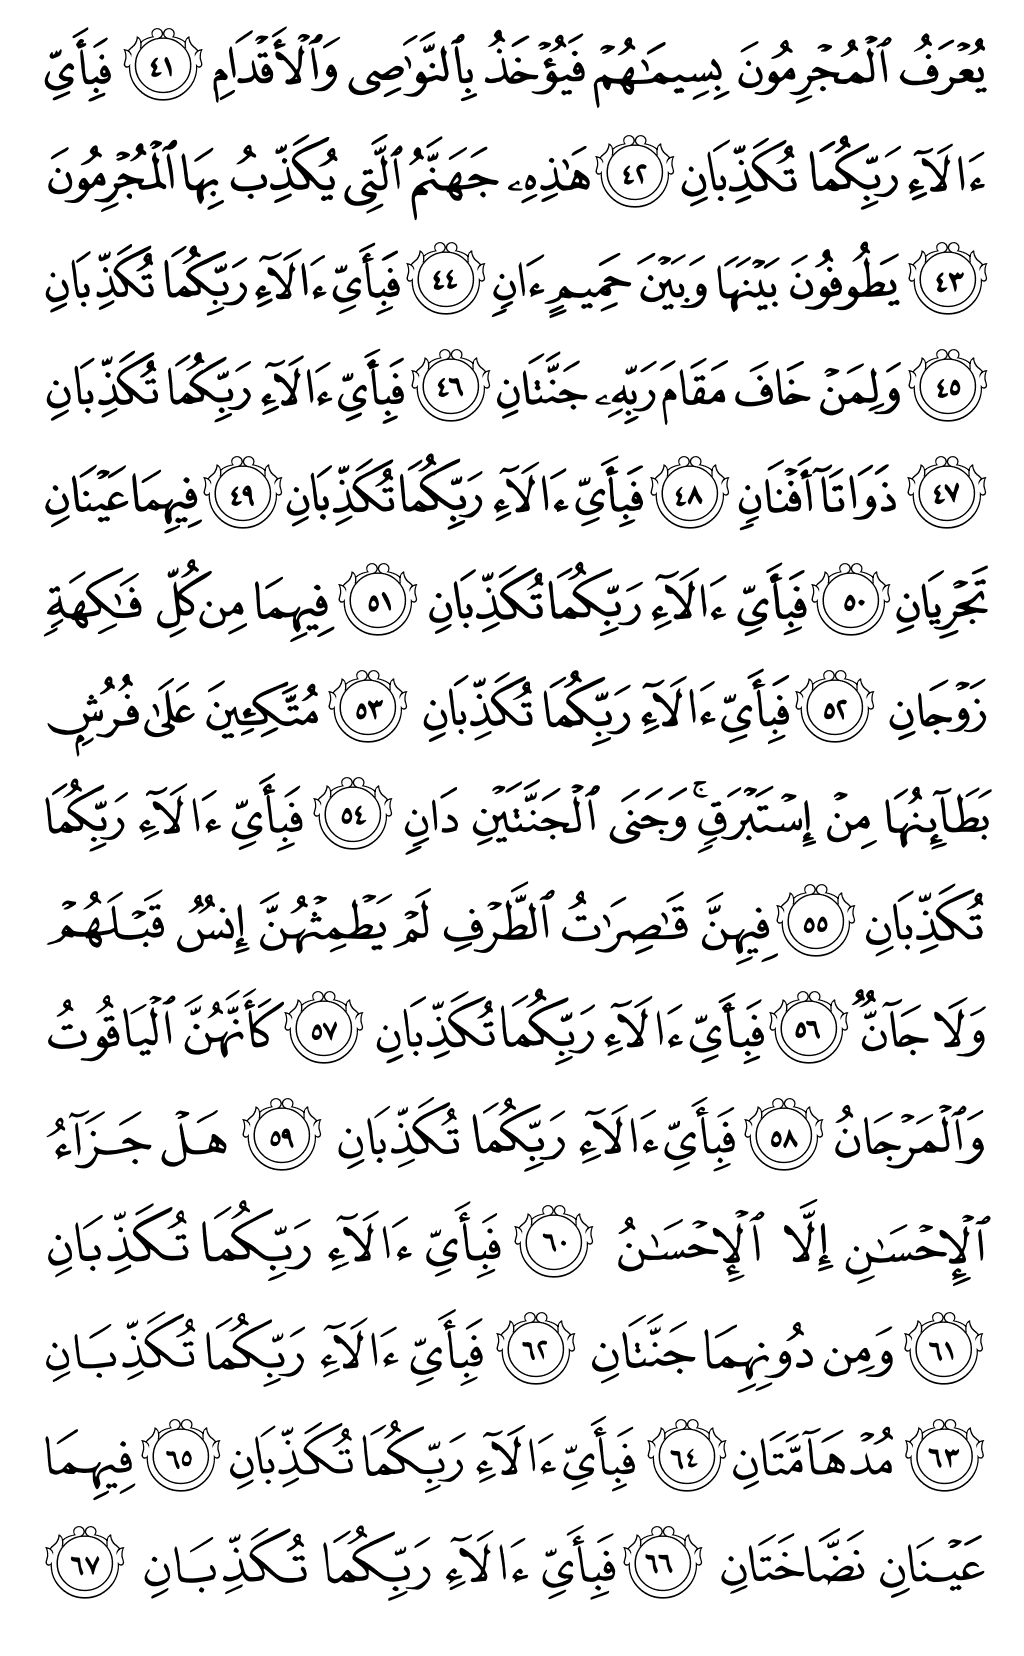 يُعۡرَفُ ٱلۡمُجۡرِمُونَ بِسِيمَٰهُمۡ فَيُؤۡخَذُ بِٱلنَّوَٰصِى وَٱلۡأَقۡدَامِ ٤١ فَبِأَىِّ
ءَالَآءِ رَبِّكُمَا تُكَذِّبَانِ ٤٢ هَٰذِهِۦ جَهَنَّمُ ٱلَّتِى يُكَذِّبُ بِهَا ٱلۡمُجۡرِمُونَ
٤٣ يَطُوفُونَ بَيۡنَهَا وَبَيۡنَ حَمِيمٍ ءَانٍ ٤٤ فَبِأَىِّ ءَالَآءِ رَبِّكُمَا تُكَذِّبَانِ
٤٥ وَلِمَنۡ خَافَ مَقَامَ رَبِّهِۦ جَنَّتَانِ ٤٦ فَبِأَىِّ ءَالَآءِ رَبِّكُمَا تُكَذِّبَانِ
٤٧ ذَوَاتَآ أَفۡنَانٍ ٤٨ فَبِأَىِّ ءَالَآءِ رَبِّكُمَا تُكَذِّبَانِ ٤٩ فِيهِمَا عَيۡنَانِ
تَجۡرِيَانِ ٥٠ فَبِأَىِّ ءَالَآءِ رَبِّكُمَا تُكَذِّبَانِ ٥١ فِيهِمَا مِن كُلِّ فَٰكِهَةٍ
زَوۡجَانِ ٥٢ فَبِأَىِّ ءَالَآءِ رَبِّكُمَا تُكَذِّبَانِ ٥٣ مُتَّكِـِٔينَ عَلَىٰ فُرُشٍ
بَطَآئِنُهَا مِنۡ إِسۡتَبۡرَقٍۚ وَجَنَى ٱلۡجَنَّتَيۡنِ دَانٍ ٥٤ فَبِأَىِّ ءَالَآءِ رَبِّكُمَا
تُكَذِّبَانِ ٥٥ فِيهِنَّ قَٰصِرَٰتُ ٱلطَّرۡفِ لَمۡ يَطۡمِثۡهُنَّ إِنسٌ قَبۡلَهُمۡ
وَلَا جَآنٌّ ٥٦ فَبِأَىِّ ءَالَآءِ رَبِّكُمَا تُكَذِّبَانِ ٥٧ كَأَنَّهُنَّ ٱلۡيَاقُوتُ
وَٱلۡمَرۡجَانُ ٥٨ فَبِأَىِّ ءَالَآءِ رَبِّكُمَا تُكَذِّبَانِ ٥٩ هَلۡ جَزَآءُ
ٱلۡإِحۡسَٰنِ إِلَّا ٱلۡإِحۡسَٰنُ ٦٠ فَبِأَىِّ ءَالَآءِ رَبِّكُمَا تُكَذِّبَانِ
٦١ وَمِن دُونِهِمَا جَنَّتَانِ ٦٢ فَبِأَىِّ ءَالَآءِ رَبِّكُمَا تُكَذِّبَانِ
٦٣ مُدۡهَآمَّتَانِ ٦٤ فَبِأَىِّ ءَالَآءِ رَبِّكُمَا تُكَذِّبَانِ ٦٥ فِيهِمَا
عَيۡنَانِ نَضَّاخَتَانِ ٦٦ فَبِأَىِّ ءَالَآءِ رَبِّكُمَا تُكَذِّبَانِ ٦٧